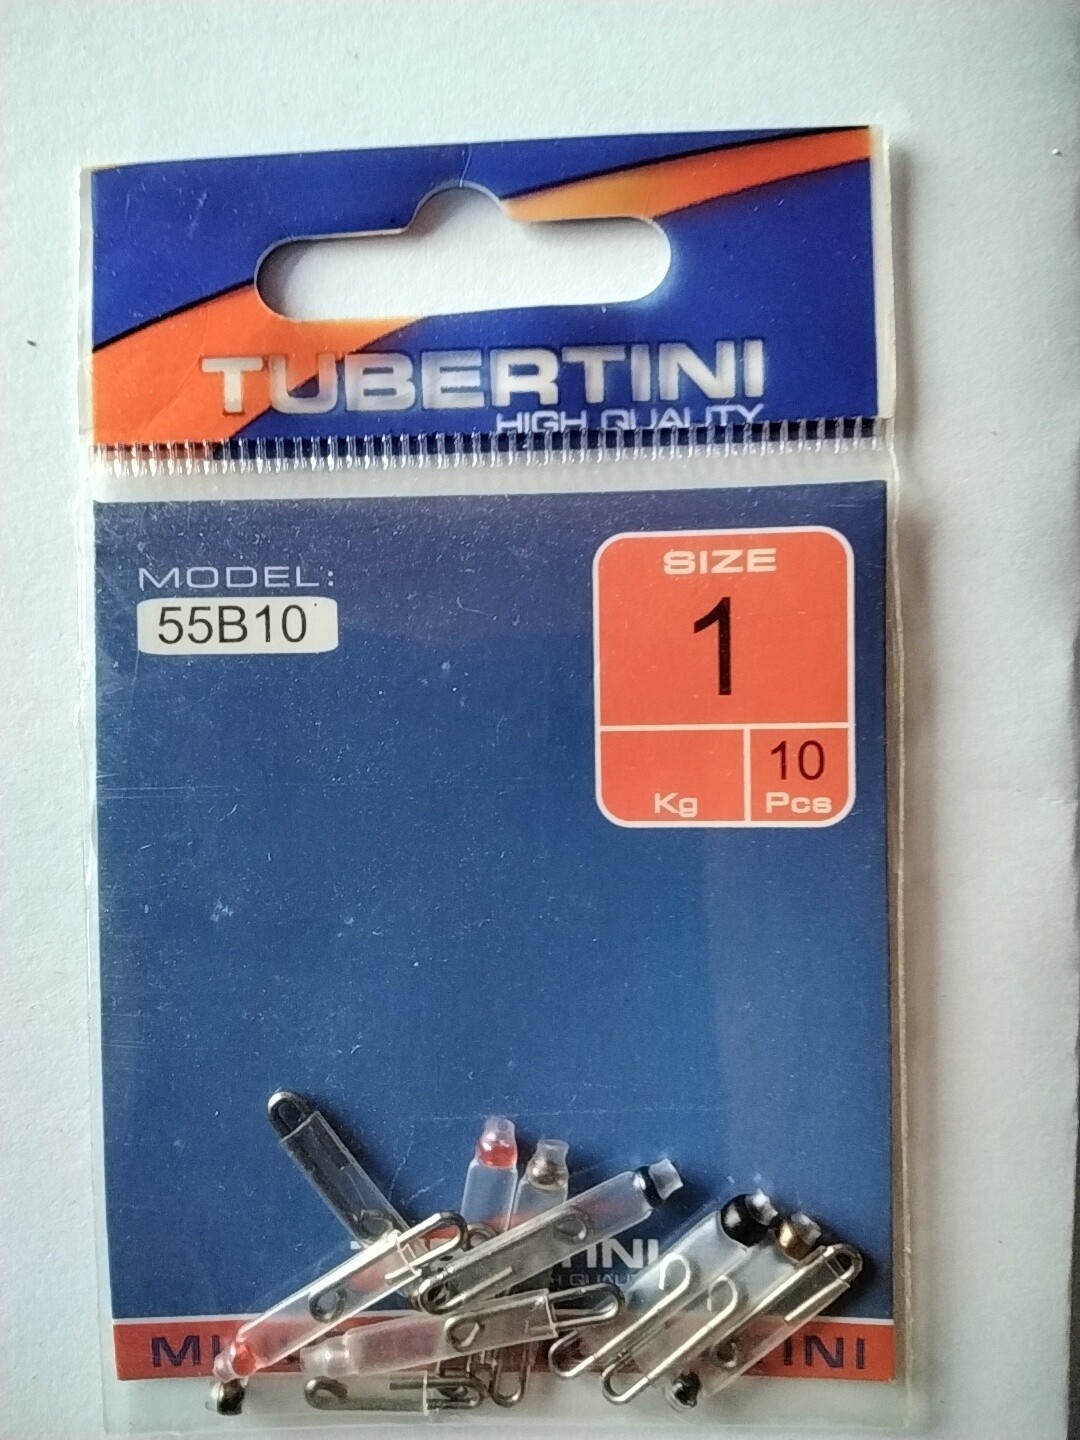 TUBERTINI
HIGH QUALITY
MODEL:
55B10
SIZE
1
10
Kg
Pcs